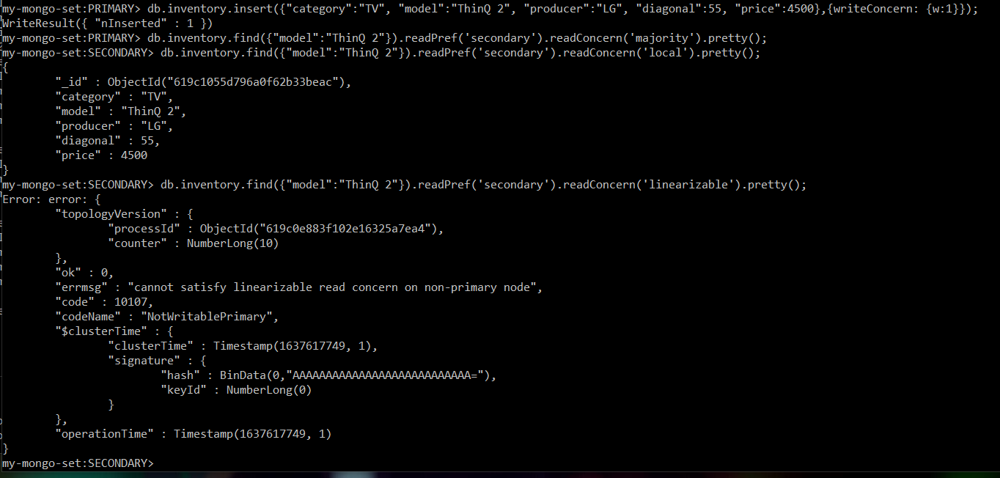 my-mongo-set:PRIMARY> db.inventory.insert({"category":"TV", "model":"ThinQ 2", "producer":"LG", "diagonal":55, "price":4500},{writeConcern: {w:1}});
WriteResult({ "nInserted" : 1 })
my-mongo-set:PRIMARY> db.inventory.find({"model":"ThinQ 2"}).readPref('secondary').readConcern('majority').pretty();
my-mongo-set:SECONDARY> db.inventory.find({"model":"ThinQ 2"}).readPref('secondary').readConcern('local').pretty();
{
        "_id" : ObjectId("619c1055d796a0f62b33beac"),
        "category" : "TV",
        "model" : "ThinQ 2",
        "producer" : "LG",
        "diagonal" : 55,
        "price" : 4500
}
my-mongo-set:SECONDARY> db.inventory.find({"model":"ThinQ 2"}).readPref('secondary').readConcern('linearizable').pretty();
Error: error: {
        "topologyVersion" : {
                "processId" : ObjectId("619c0e883f102e16325a7ea4"),
                "counter" : NumberLong(10)
        },
        "ok" : 0,
        "errmsg" : "cannot satisfy linearizable read concern on non-primary node",
        "code" : 10107,
        "codeName" : "NotWritablePrimary",
        "$clusterTime" : {
                "clusterTime" : Timestamp(1637617749, 1),
                "signature" : {
                        "hash" : BinData(0,"AAAAAAAAAAAAAAAAAAAAAAAAAAA="),
                        "keyId" : NumberLong(0)
                }
        },
        "operationTime" : Timestamp(1637617749, 1)
}
my-mongo-set:SECONDARY>